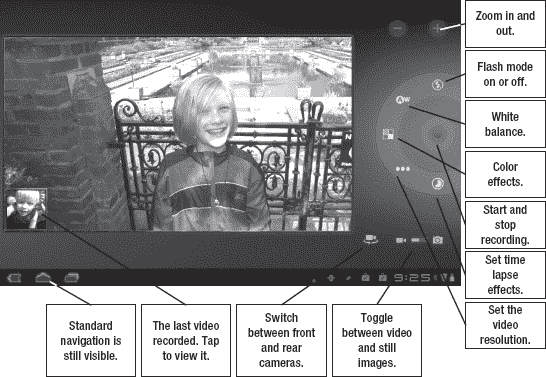 Zoom in and
out.
Flash mode
on or off.
White
balance.
Color
effects.
Start and
stop
recording.
Set time
lapse
effects.
Set the
video
resolution.
AW
9:25
Standard
navigation is
still visible.
The last video
recorded. Tap
to view it.
Switch
between front
and rear
cameras.
Toggle
between video
and still
images.